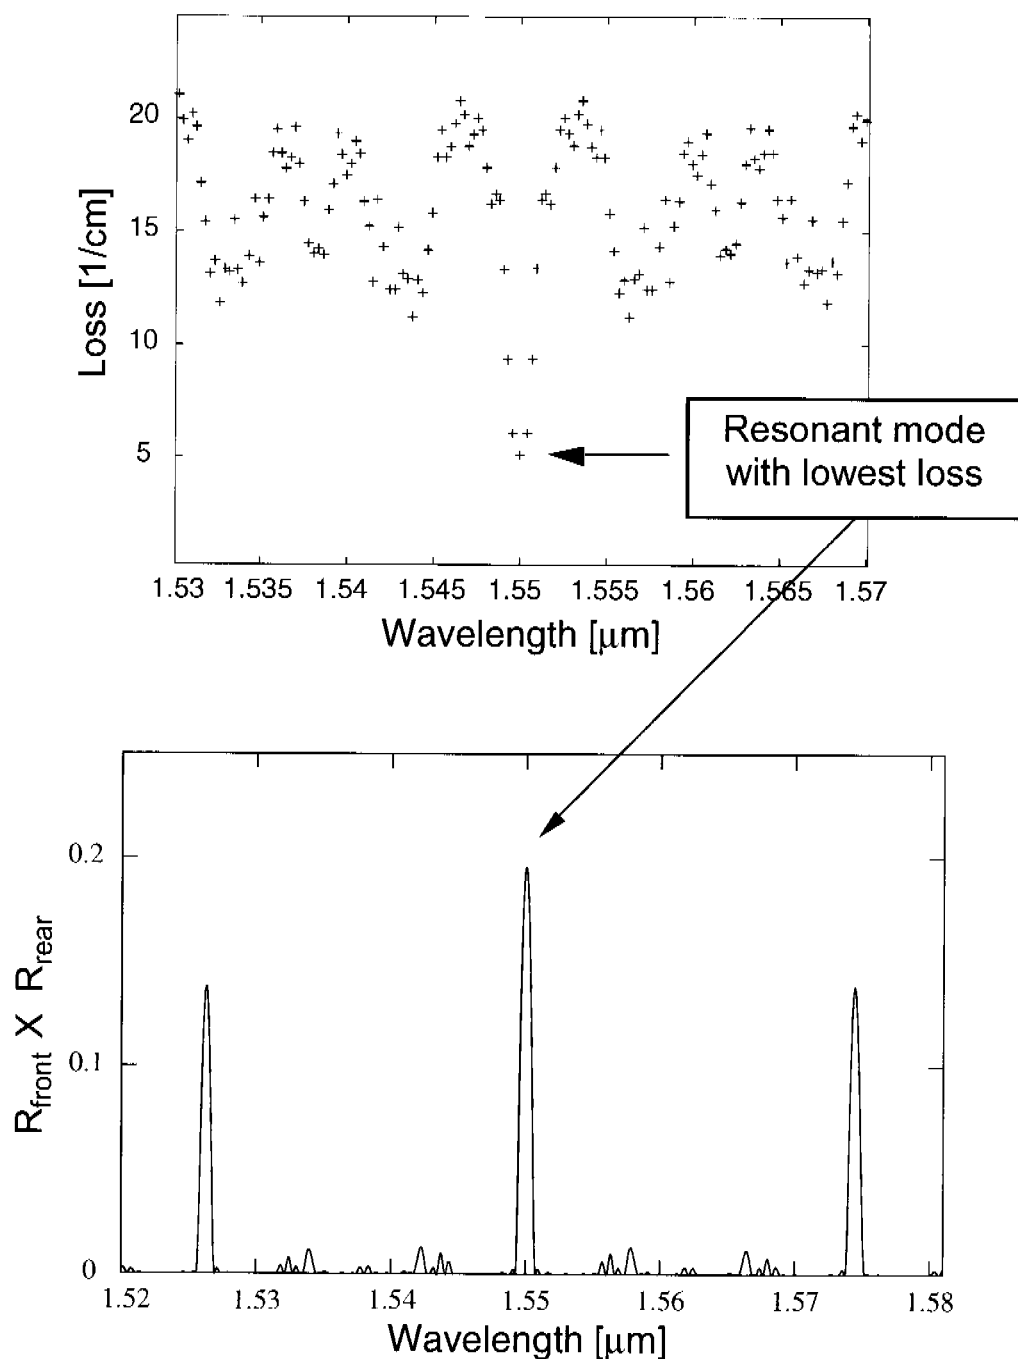 20
15
10
5
Loss [1/cm]
Resonant mode
with lowest loss
1.53 1.535 1.54 1.545 1.55 1.555 1.56 1.565 1.57
Wavelength [μm]
0.2
0.1
0
R_front X R_rear
1.52 1.53 1.54 1.55 1.56 1.57 1.58
Wavelength [μm]